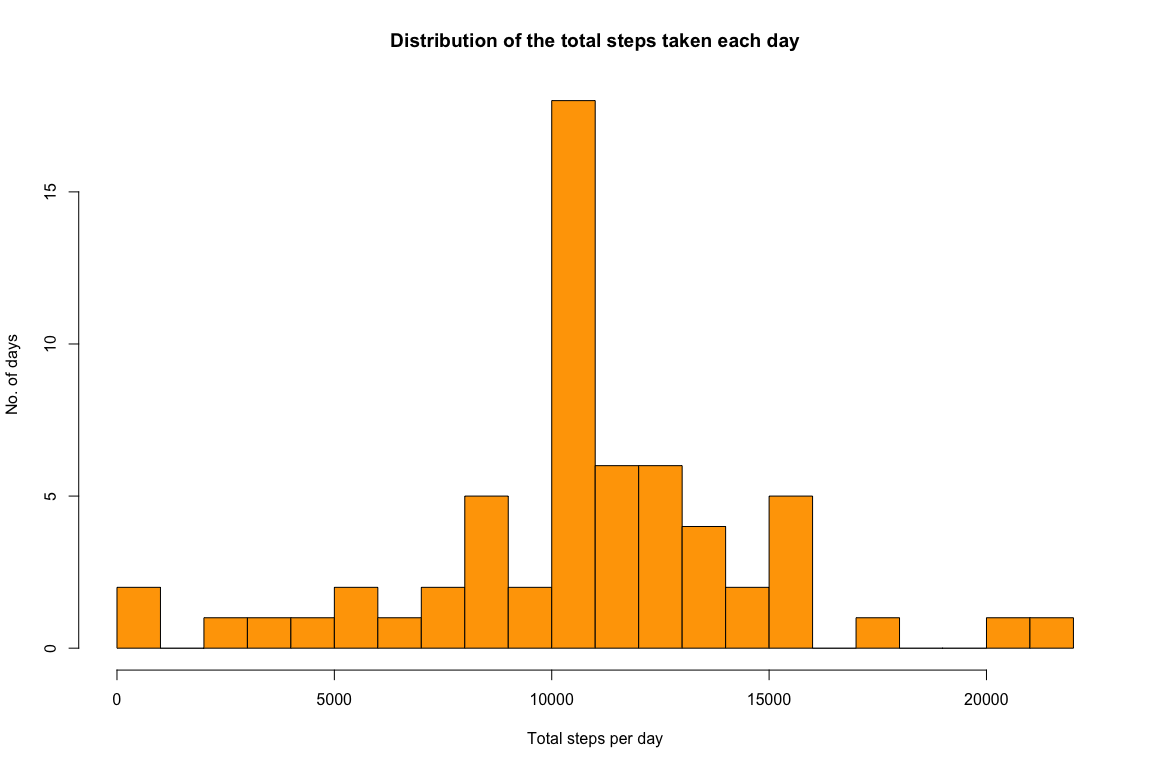 Distribution of the total steps taken each day
No. of days
15
10
5
0
0 5000 10000 15000 20000
Total steps per day